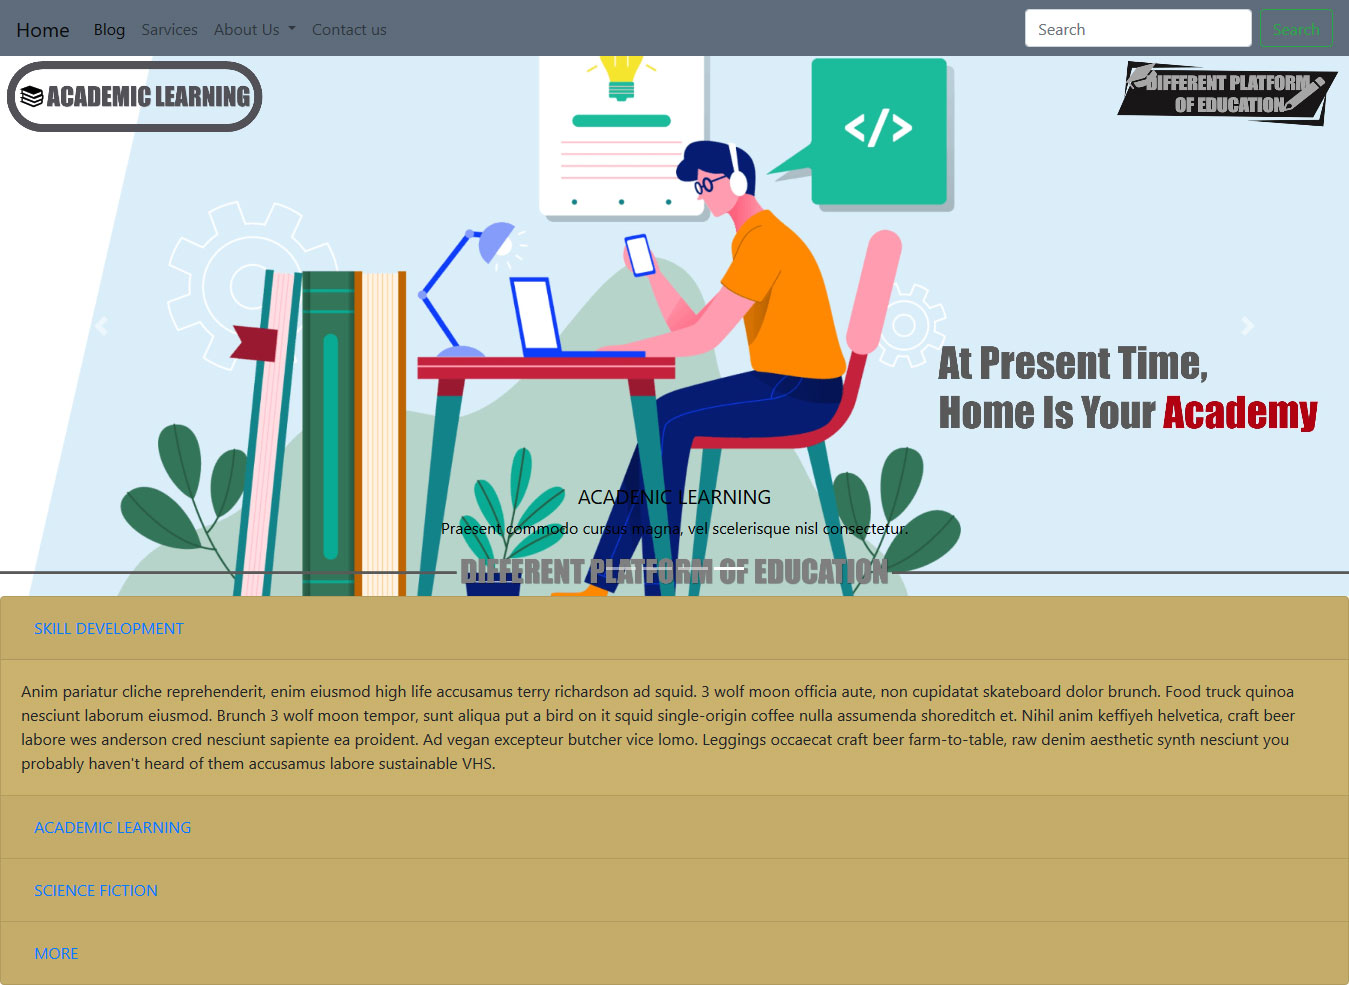 Home Blog Sarvices About Us Contact us Search Search
ACADEMIC LEARNING
DIFFERENT PLATFORM
OF EDUCATION
</>
At Present Time,
Home Is Your Academy
ACADENIC LEARNING
Praesent commodo cursus magna, vel scelerisque nisl consectetur.
DIFFERENT PLATFORM OF EDUCATION
SKILL DEVELOPMENT
Anim pariatur cliche reprehenderit, enim eiusmod high life accusamus terry richardson ad squid. 3 wolf moon officia aute, non cupidatat skateboard dolor brunch. Food truck quinoa
nesciunt laborum eiusmod. Brunch 3 wolf moon tempor, sunt aliqua put a bird on it squid single-origin coffee nulla assumenda shoreditch et. Nihil anim keffiyeh helvetica, craft beer
labore wes anderson cred nesciunt sapiente ea proident. Ad vegan excepteur butcher vice lomo. Leggings occaecat craft beer farm-to-table, raw denim aesthetic synth nesciunt you
probably haven't heard of them accusamus labore sustainable VHS.
ACADEMIC LEARNING
SCIENCE FICTION
MORE